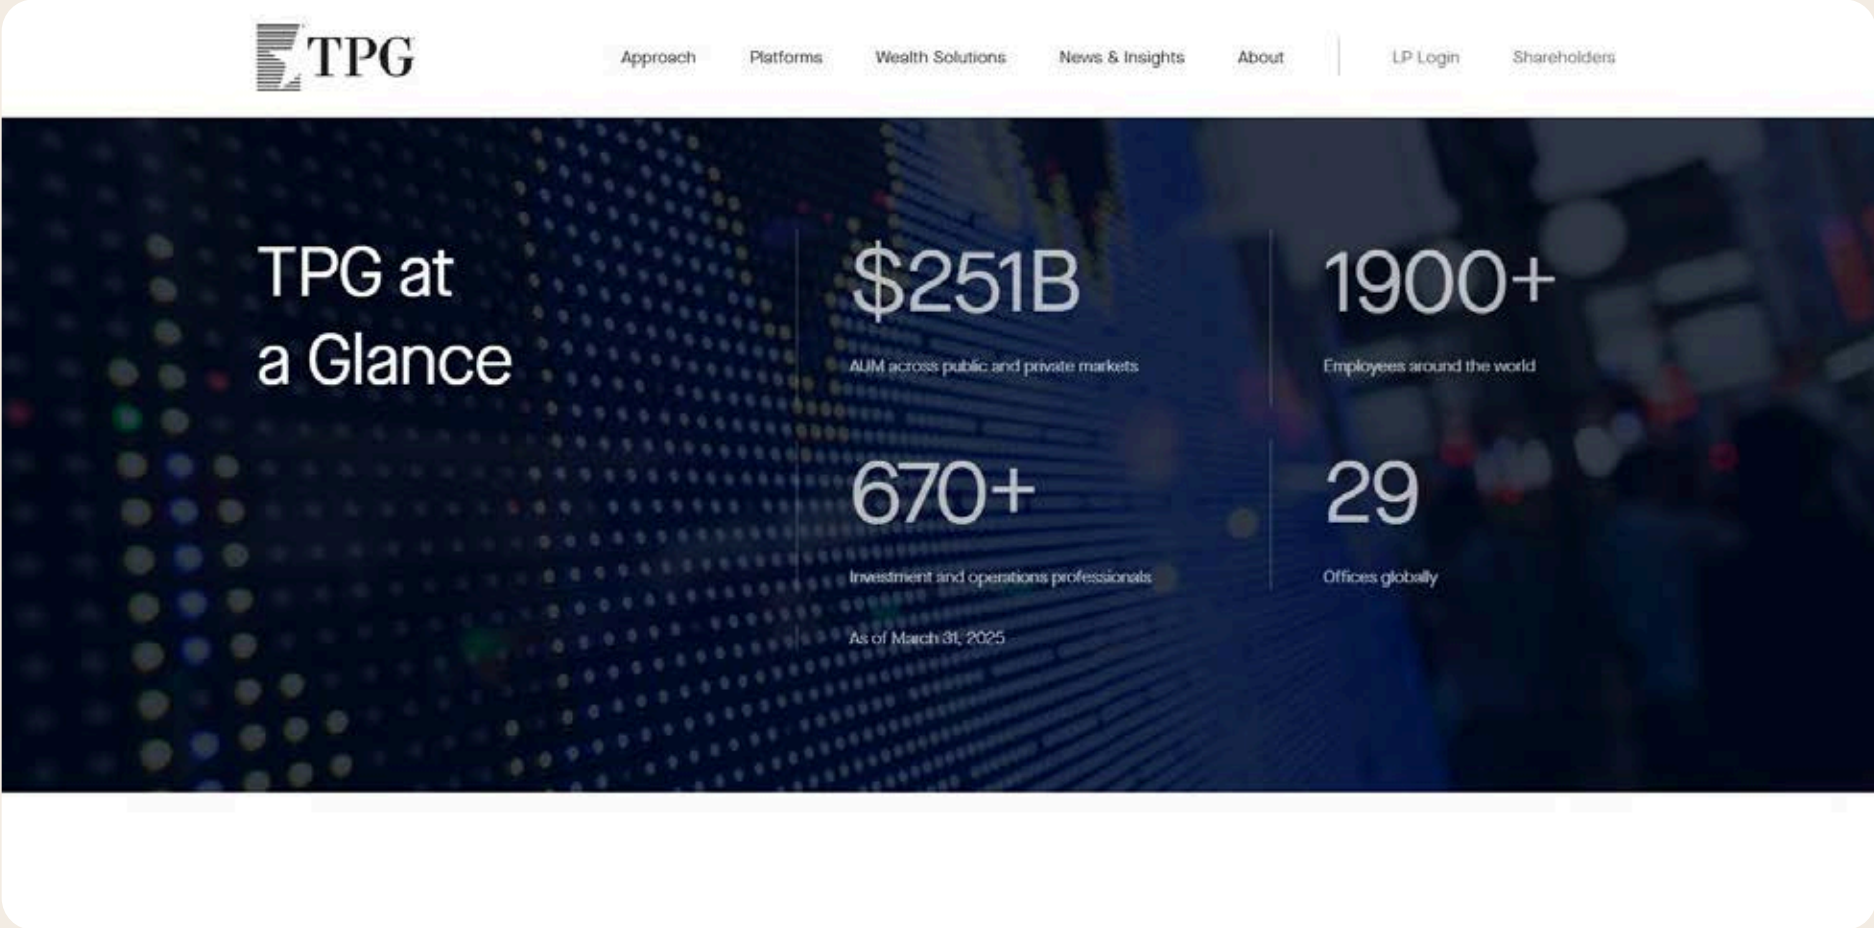 TPG
Approach
Platforms
Wealth Solutions
News & Insights
About
LP Login
Shareholders
TPG at
a Glance
$251B
AUM across public and private markets
1900+
Employees around the world
670+
Investment and operations professionals
29
Offices globally
As of March 31, 2025